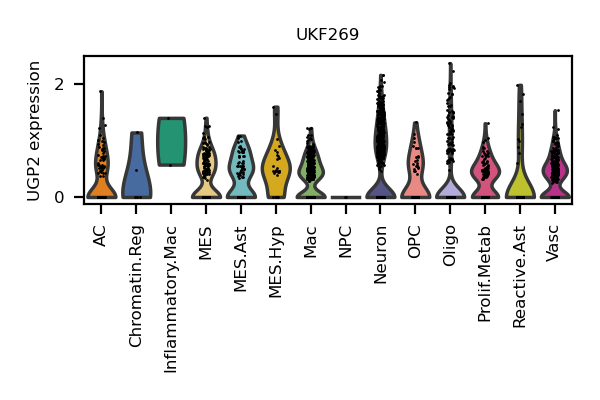 UKF269
UGP2 expression
2
0
AC
Chromatin.Reg
Inflammatory.Mac
MES
MES.Ast
MES.Hyp
Mac
NPC
Neuron
OPC
Oligo
Prolif.Metab
Reactive.Ast
Vasc